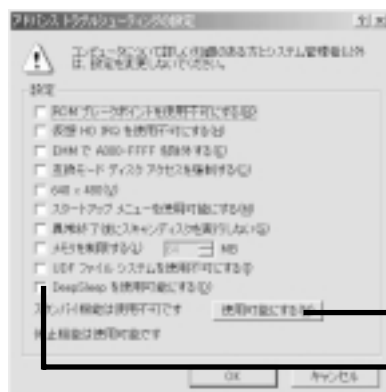 アドバンス トラブルシューティングの設定
コンピュータについて詳しい知識のある方とシステム管理者以外
は、設定を変更しないでください。
設定
ROM ブレークポイントを使用不可にする(R)
仮想 HD IRQ を使用不可にする
EMM で A000-FFFF を除外する
互換モード ディスク アクセスを強制する(C)
640 x 480(V)
スタートアップ メニューを使用可能にする
異常終了後にスキャンディスクを実行しない
メモリを制限する(L) MB
UDF ファイル システムを使用不可にする
DeepSleep を使用可能にする
スタンバイ機能は使用不可です 使用可能にする
休止機能は使用可能です
OK キャンセル